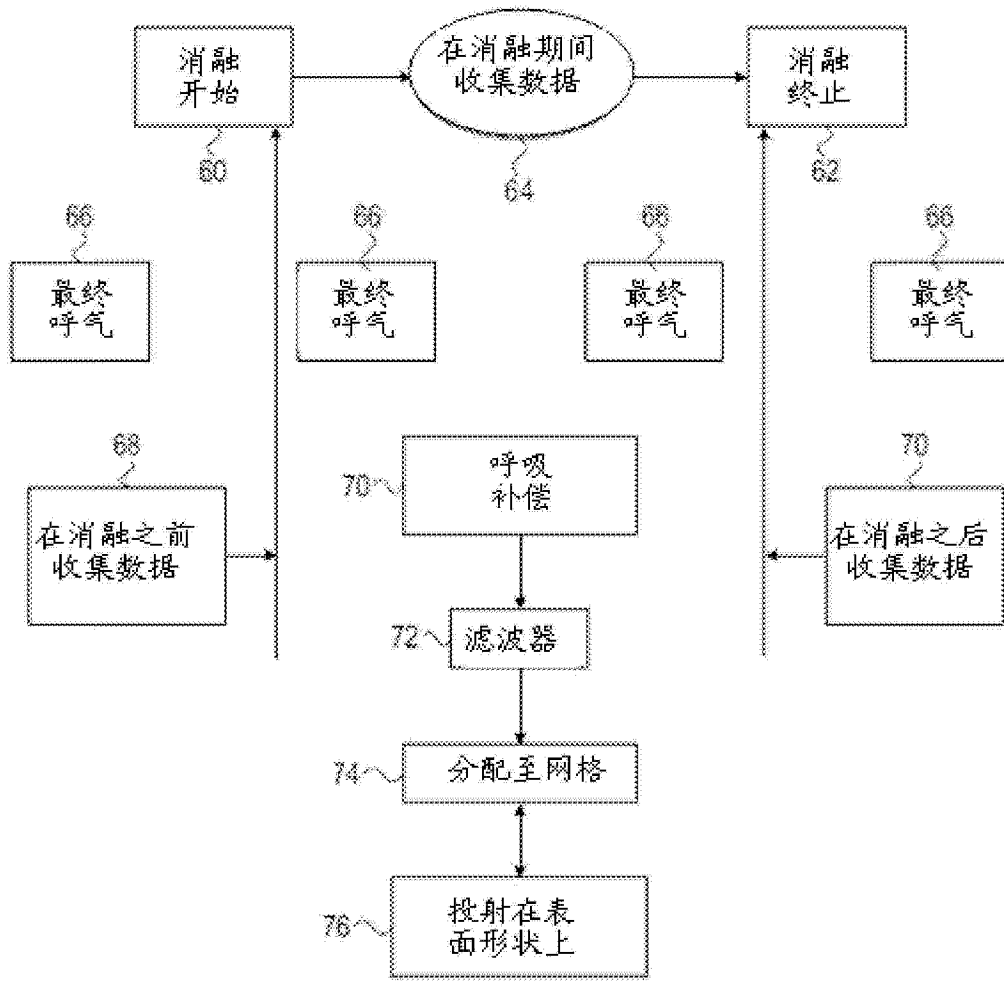 消融
开始
在消融期间
收集数据
消融
终止
60
64
62
66
66
66
66
最终
呼气
最终
呼气
最终
呼气
最终
呼气
68
在消融之前
收集数据
70
呼吸
补偿
70
在消融之后
收集数据
72
滤波器
74
分配至网格
76
投射在表
面形状上